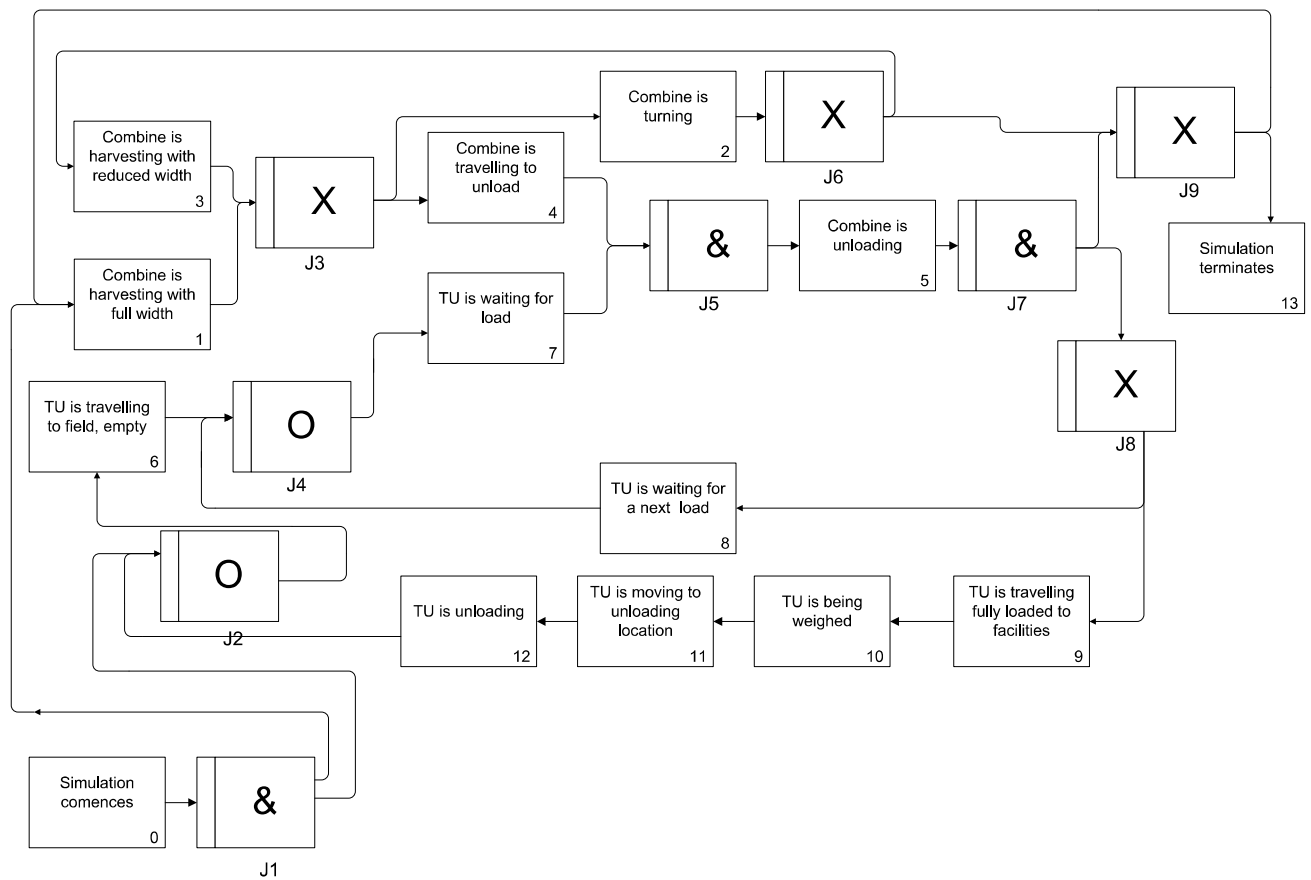 Combine is
turning
2
X
J6
X
J9
Combine is
harvesting with
reduced width
3
X
J3
Combine is
travelling to
unload
4
&
J5
Combine is
unloading
5
&
J7
Simulation
terminates
13
Combine is
harvesting with
full width
1
TU is waiting for
load
7
X
J8
TU is travelling
to field, empty
6
O
J4
TU is waiting for
a next load
8
O
J2
TU is unloading
12
TU is moving to
unloading
location
11
TU is being
weighed
10
TU is travelling
fully loaded to
facilities
9
Simulation
comences
0
&
J1